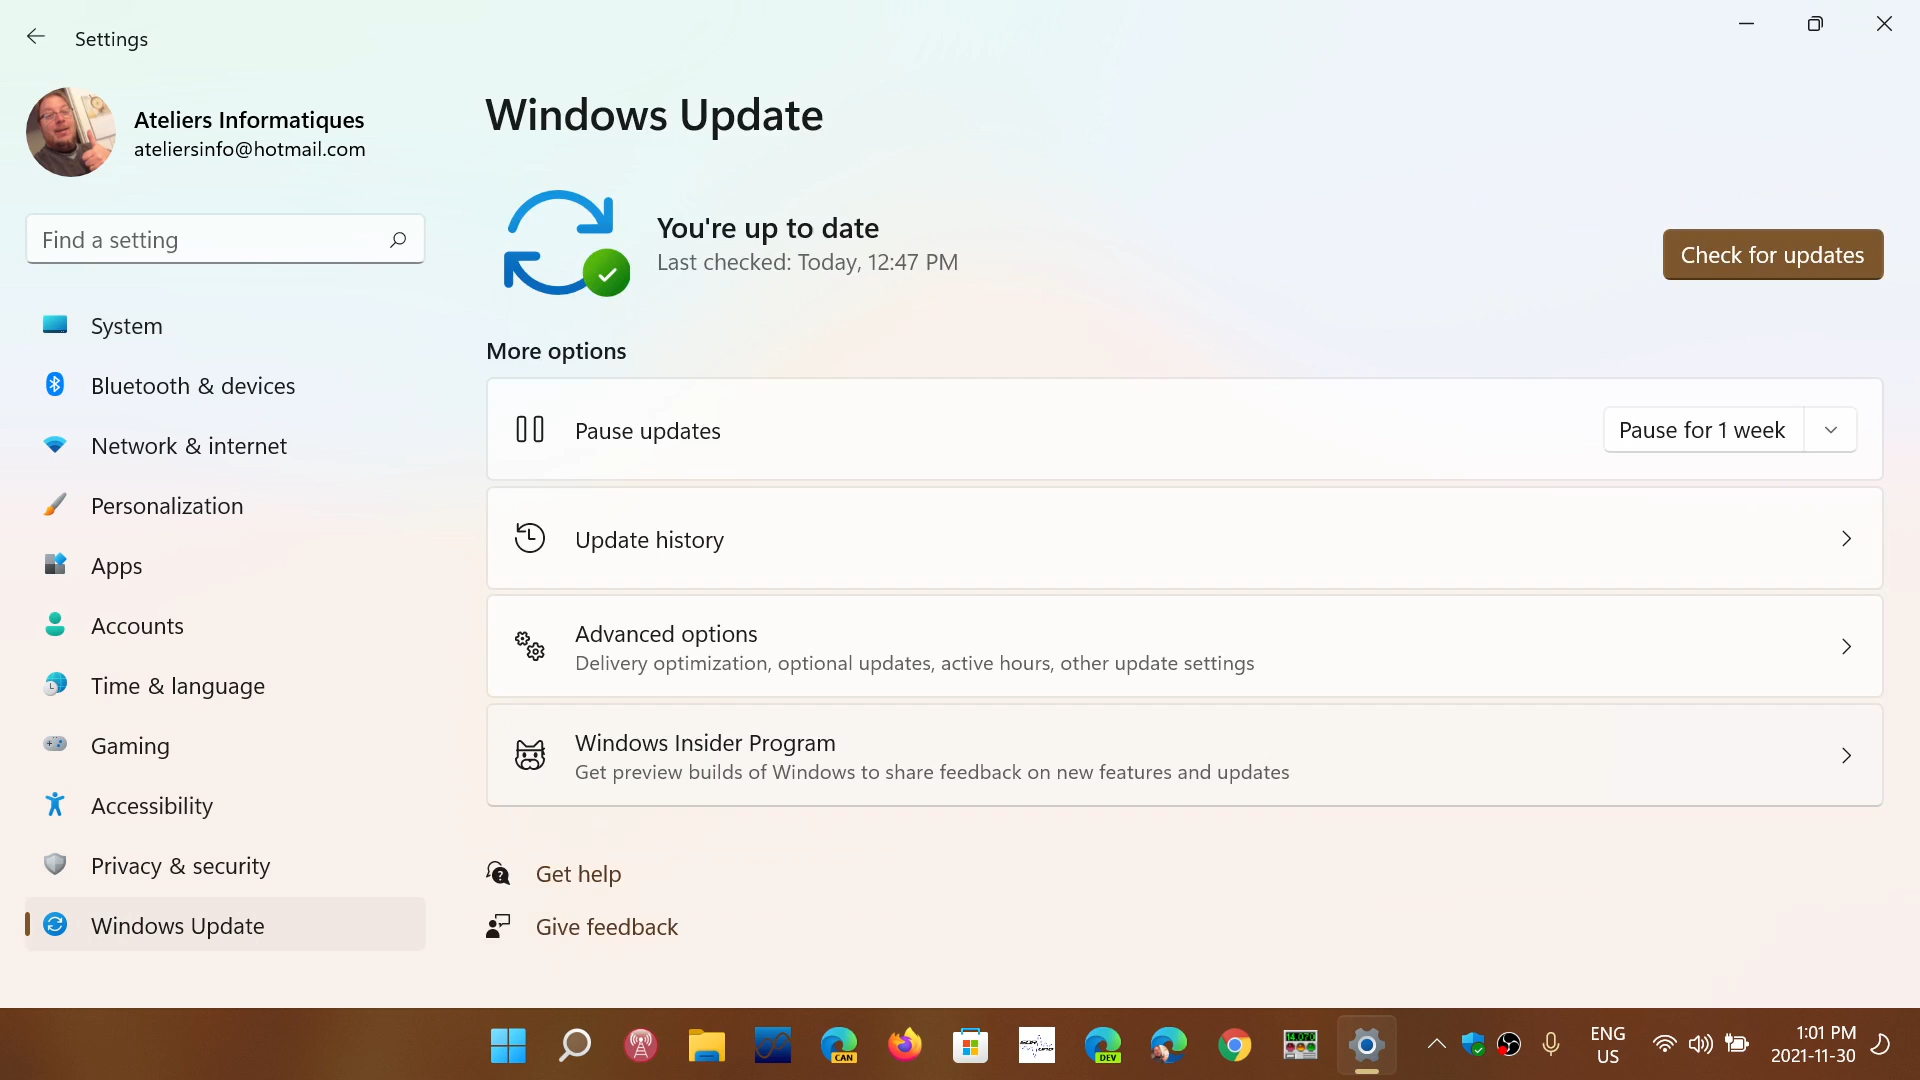 Settings
Ateliers Informatiques
ateliersinfo@hotmail.com
Find a setting
System
Bluetooth & devices
Network & internet
Personalization
Apps
Accounts
Time & language
Gaming
Accessibility
Privacy & security
Windows Update
Windows Update
You're up to date
Last checked: Today, 12:47 PM
Check for updates
More options
Pause updates
Pause for 1 week
Update history
Advanced options
Delivery optimization, optional updates, active hours, other update settings
Windows Insider Program
Get preview builds of Windows to share feedback on new features and updates
Get help
Give feedback
CAN
DEV
ENG
US
1:01 PM
2021-11-30